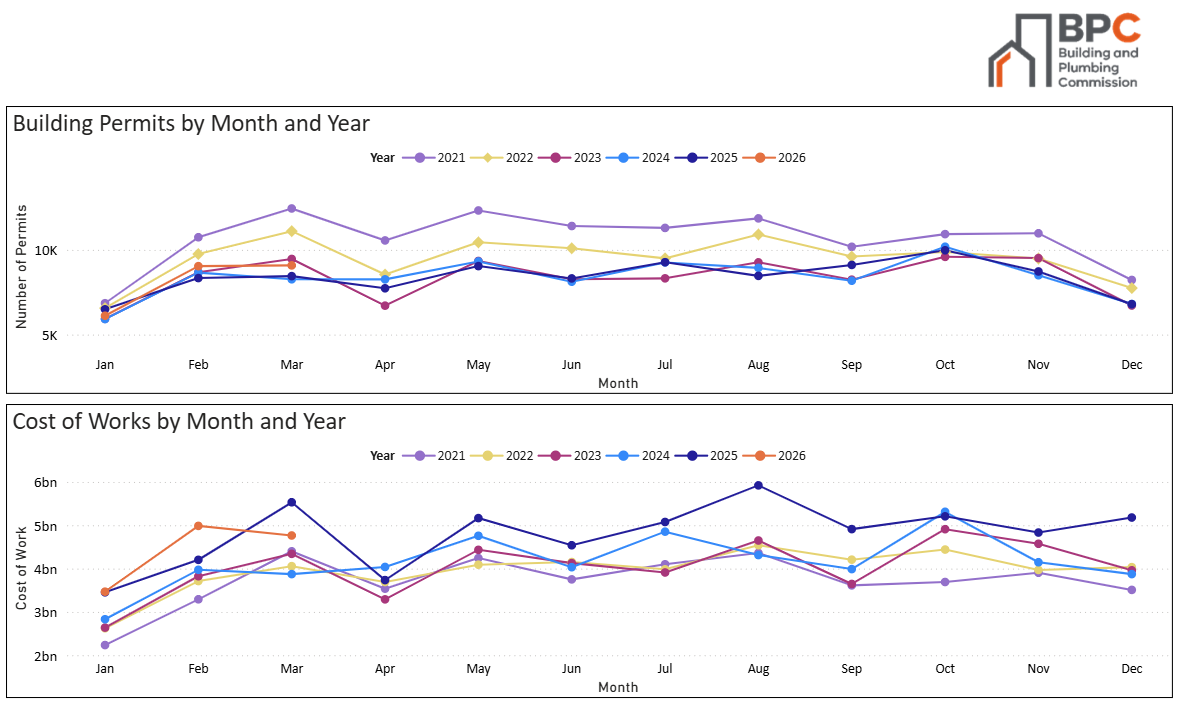 BPC
Building and
Plumbing
Commission
Building Permits by Month and Year
Year 2021 2022 2023 2024 2025 2026
Number of Permits
10K
5K
Jan Feb Mar Apr May Jun Jul Aug Sep Oct Nov Dec
Month
Cost of Works by Month and Year
Year 2021 2022 2023 2024 2025 2026
Cost of Work
6bn
5bn
4bn
3bn
2bn
Jan Feb Mar Apr May Jun Jul Aug Sep Oct Nov Dec
Month